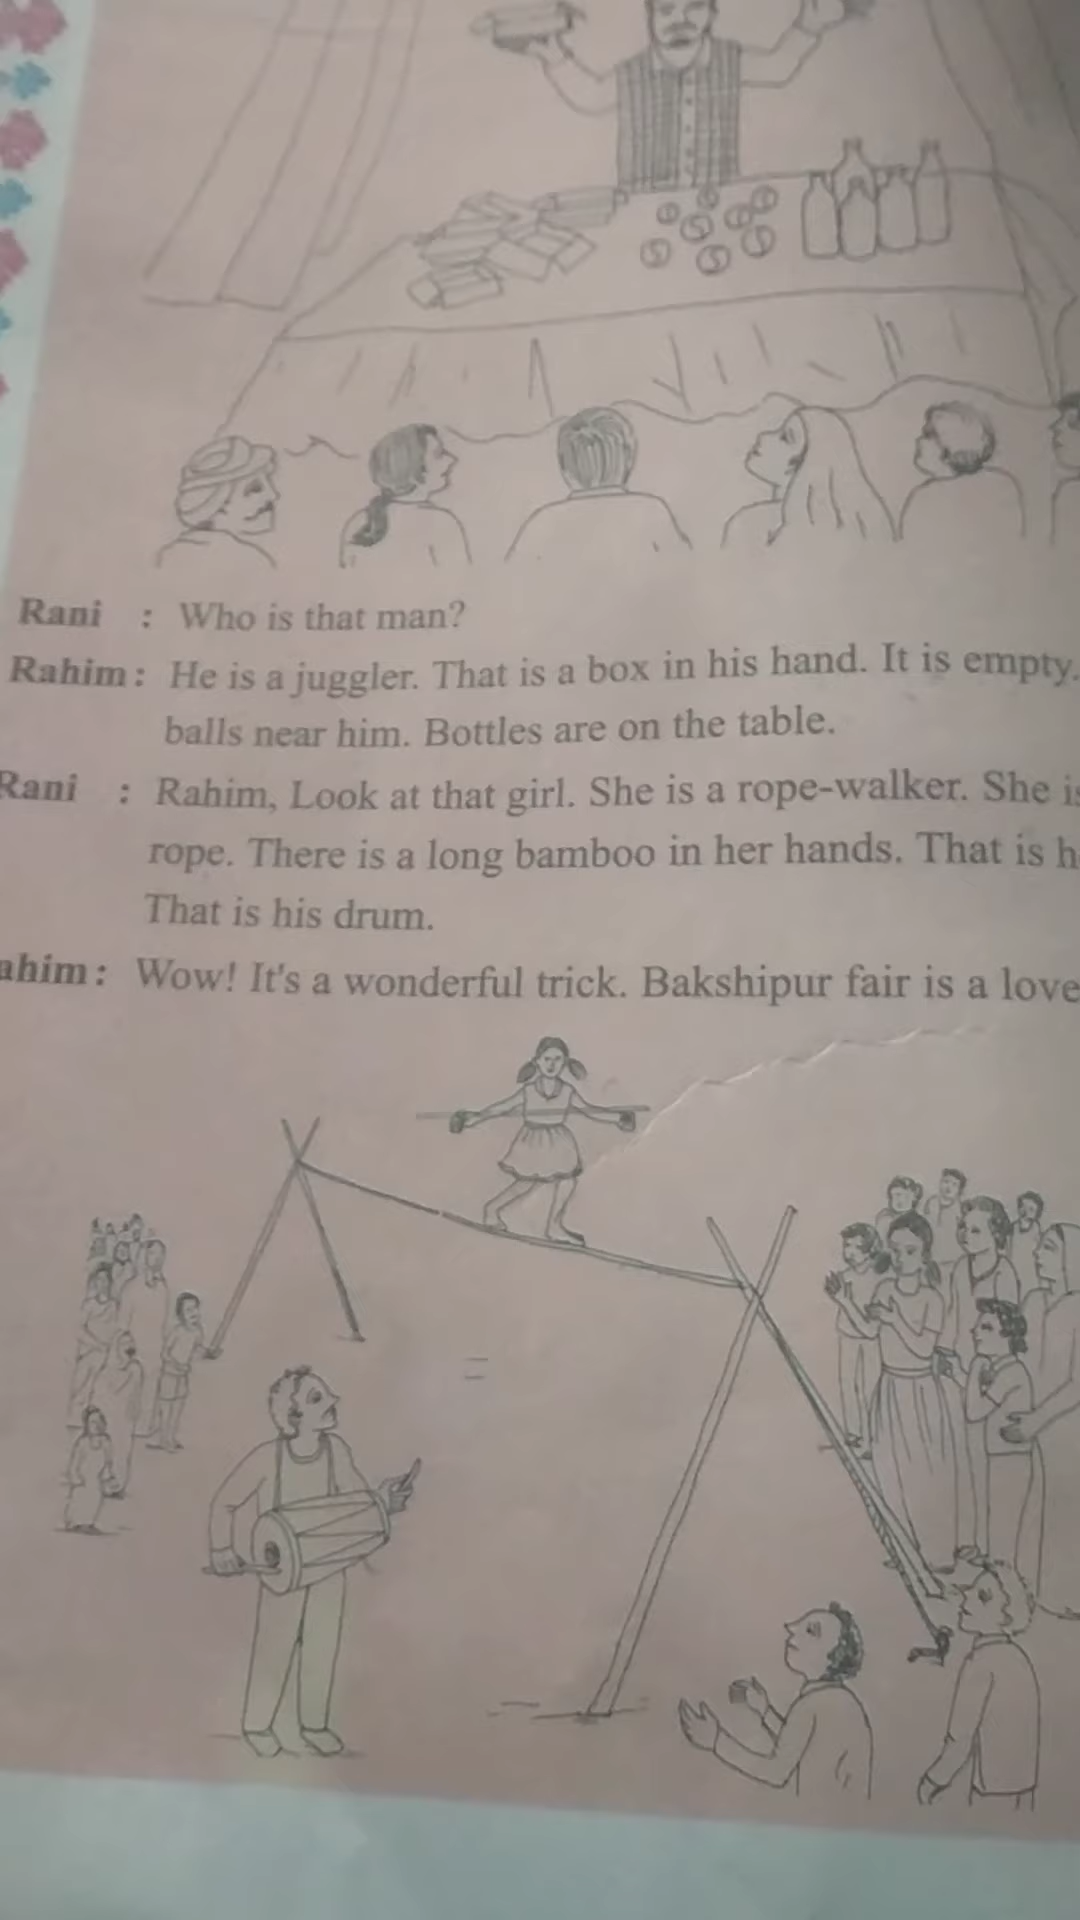 Rani : Who is that man?
Rahim : He is a juggler. That is a box in his hand. It is empty.
balls near him. Bottles are on the table.
Rani : Rahim, Look at that girl. She is a rope-walker. She is
rope. There is a long bamboo in her hands. That is h
That is his drum.
ahim : Wow! It's a wonderful trick. Bakshipur fair is a love